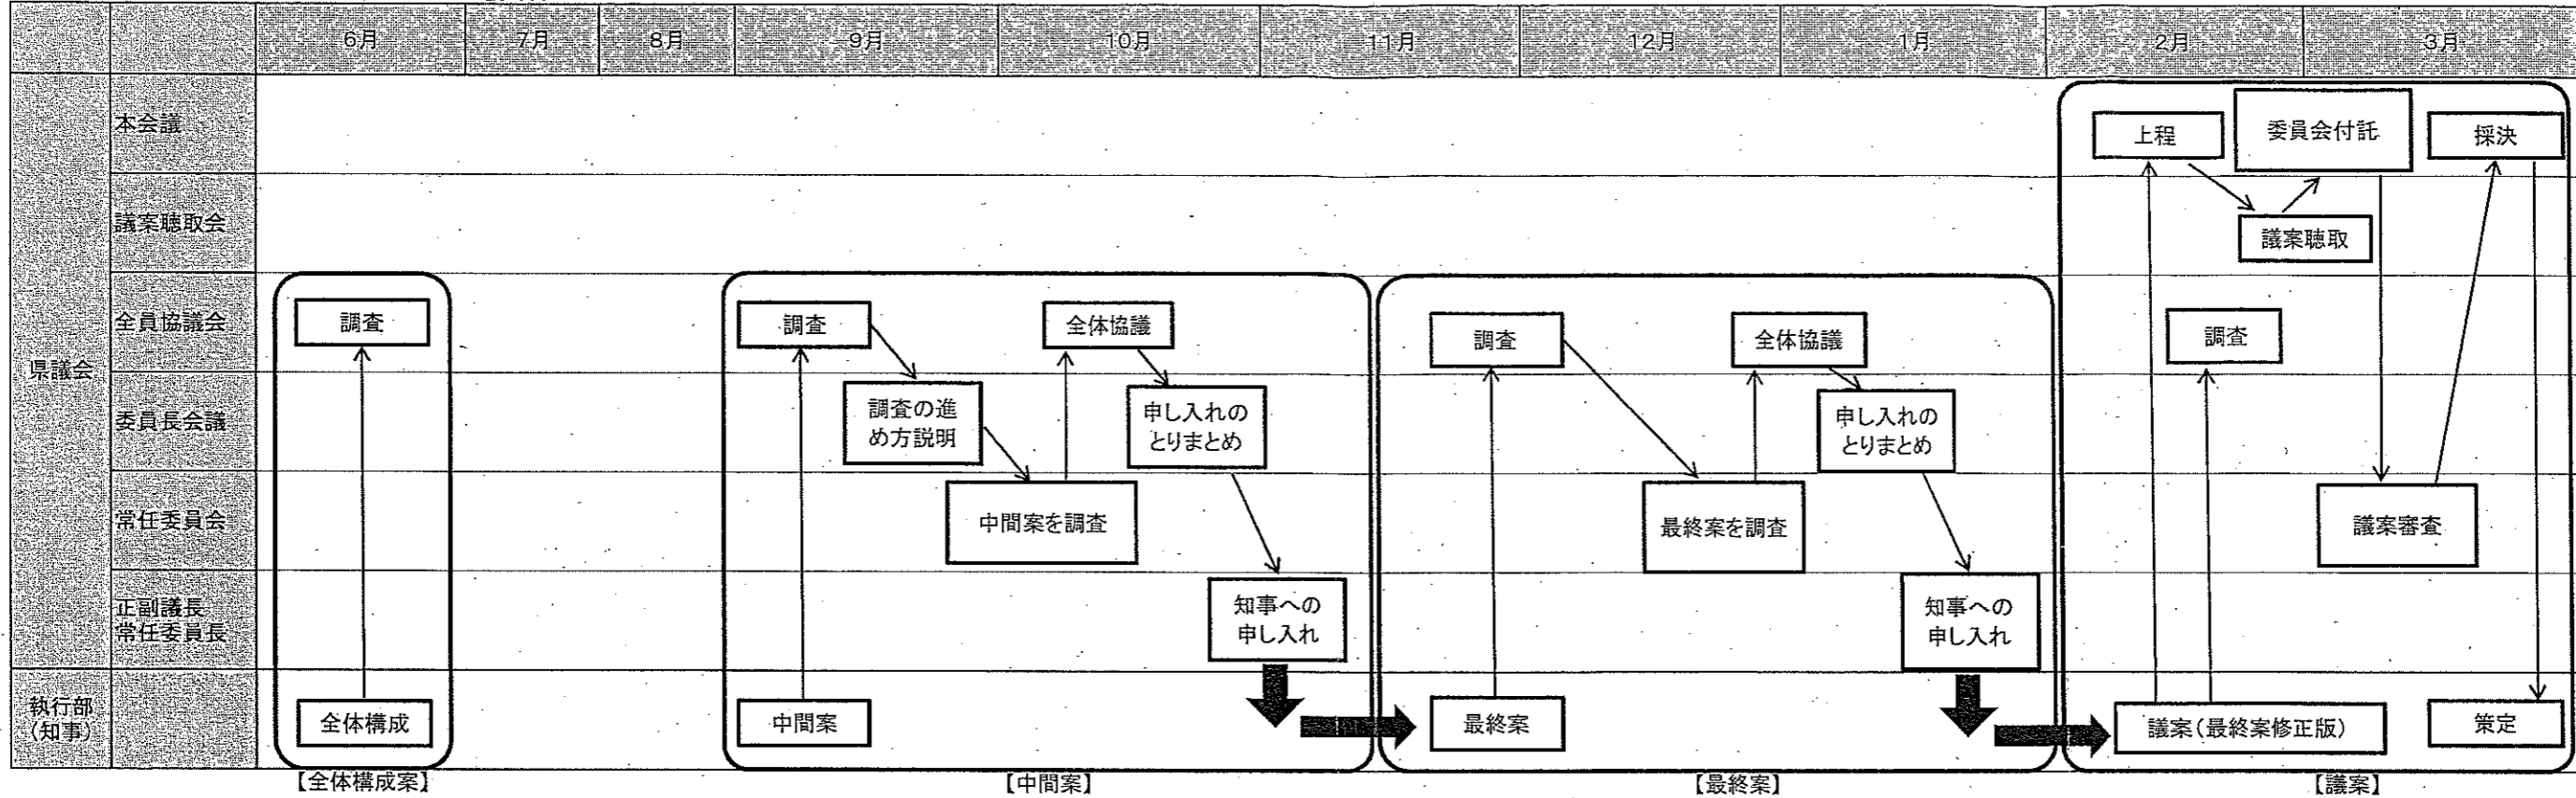 6月
7月
8月
9月
10月
11月
12月
1月
2月
3月
県議会
本会議
上程
委員会付託
採決
議案聴取会
議案聴取
全員協議会
調査
調査
全体協議
調査
全体協議
調査
委員長会議
調査の進
め方説明
申し入れの
とりまとめ
申し入れの
とりまとめ
常任委員会
中間案を調査
最終案を調査
議案審査
正副議長
常任委員長
知事への
申し入れ
知事への
申し入れ
執行部
(知事)
全体構成
中間案
最終案
議案(最終案修正版)
策定
【全体構成案】
【中間案】
【最終案】
【議案】